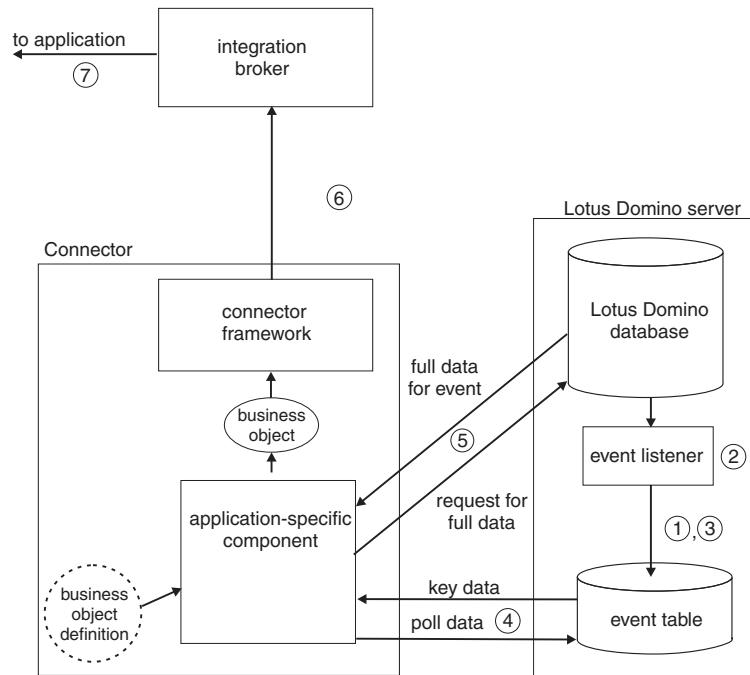 to application
7
integration
broker
6
Lotus Domino server
Connector
connector
framework
Lotus Domino
database
full data
for event
business
object
5
event listener
2
application-specific
component
request for
full data
1,3
business
object
definition
key data
poll data
4
event table